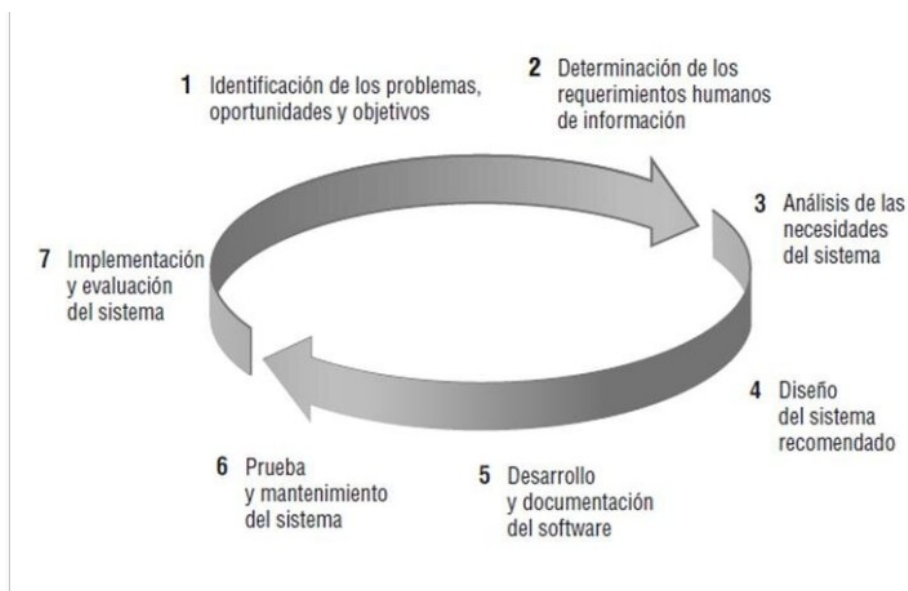 1 Identificación de los problemas,
oportunidades y objetivos
2 Determinación de los
requerimientos humanos
de información
3 Análisis de las
necesidades
del sistema
4 Diseño
del sistema
recomendado
5 Desarrollo
y documentación
del software
6 Prueba
y mantenimiento
del sistema
7 Implementación
y evaluación
del sistema